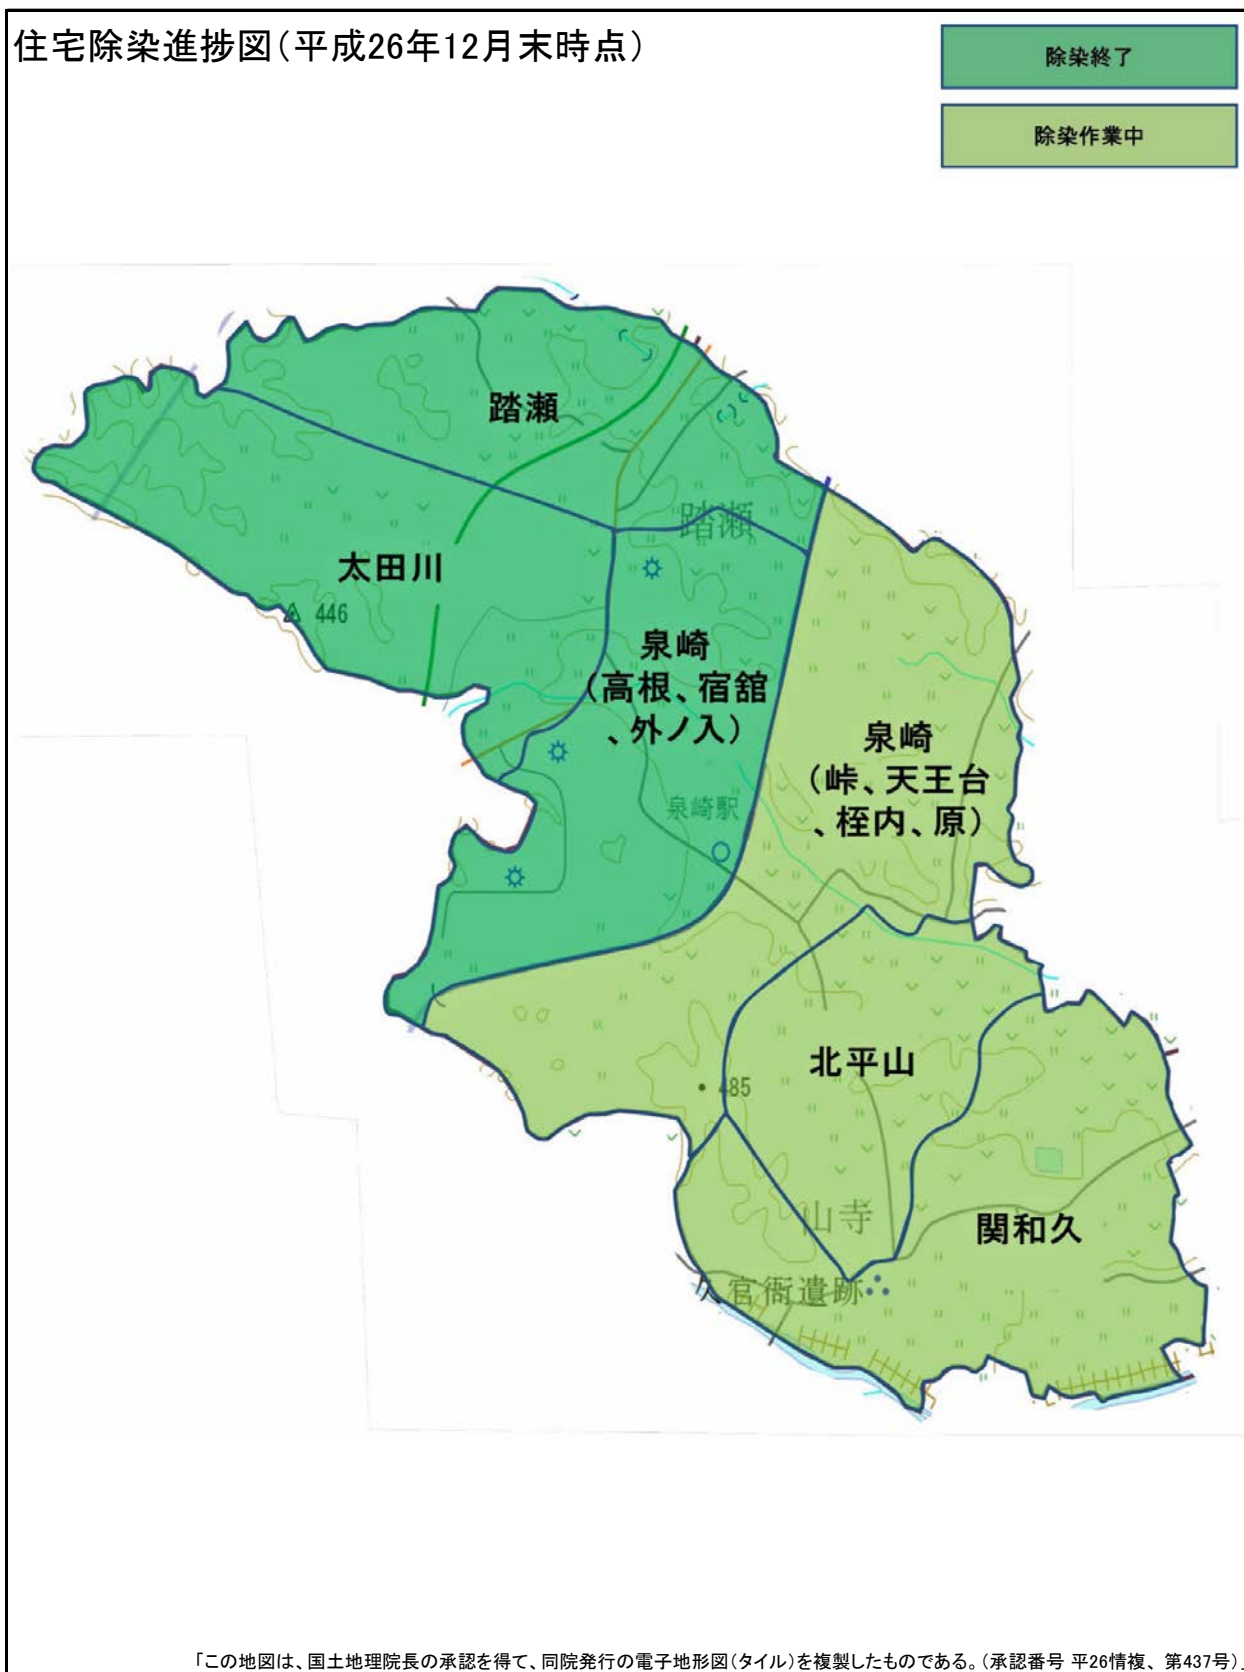 住宅除染進捗図(平成26年12月末時点)
除染終了
除染作業中
踏瀬
踏瀬
太田川
446
泉崎
(高根、宿舘
、外ノ入)
泉崎
(峠、天王台
、桎内、原)
泉崎駅
北平山
485
山寺
関和久
久官衙遺跡
「この地図は、国土地理院長の承認を得て、同院発行の電子地形図(タイル)を複製したものである。(承認番号 平26情複、 第437号)」